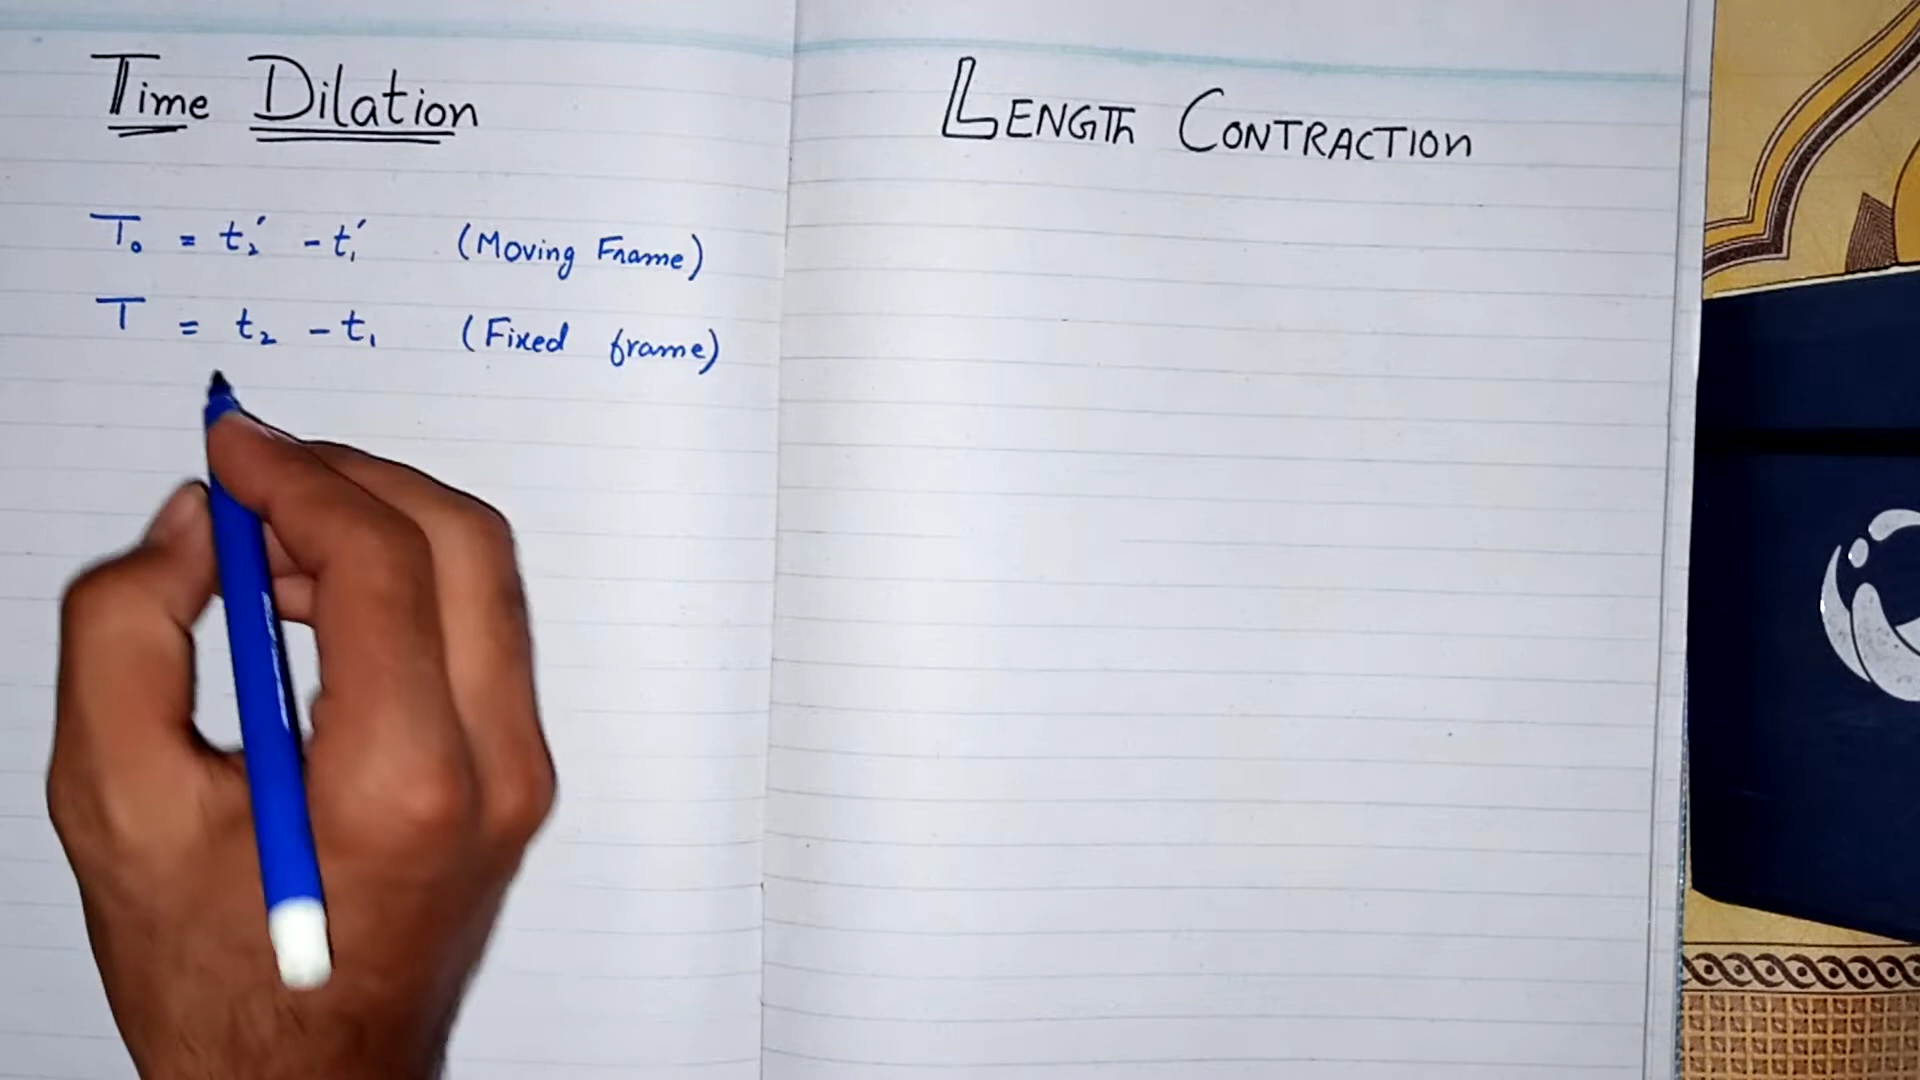 Time Dilation
T₀ = t₂′ - t₁′ (Moving Frame)
T = t₂ - t₁ (Fixed frame)
LENGTh CONTRACTIOn